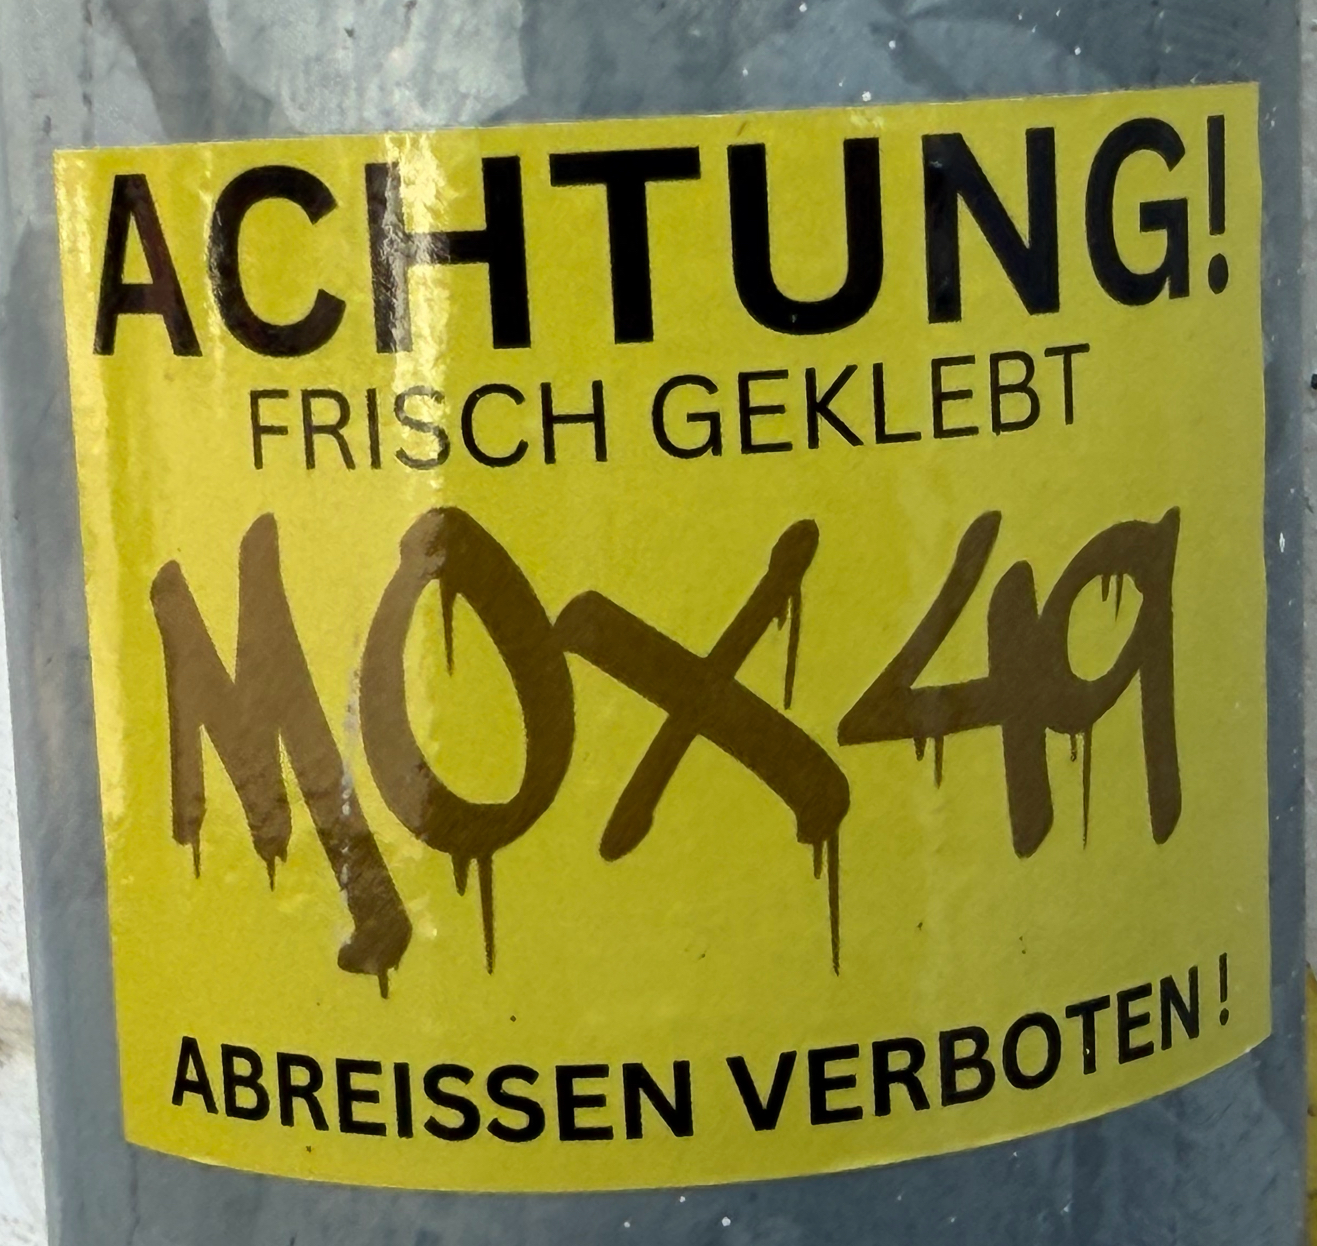 ACHTUNG!
FRISCH GEKLEBT
MOX49
ABREISSEN VERBOTEN!